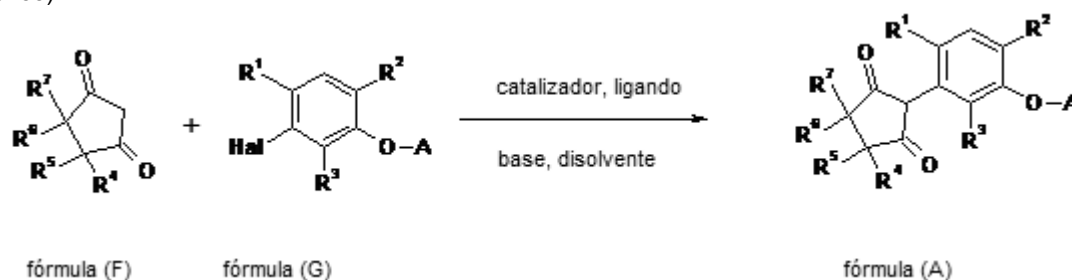 O
R⁷
R⁶
R⁵
R⁴
O
+
R¹
R²
Hal
O–A
R³
catalizador, ligando
base, disolvente
R¹
R²
O
R⁷
R⁶
R⁵
R⁴
O
O–A
R³
fórmula (F)
fórmula (G)
fórmula (A)